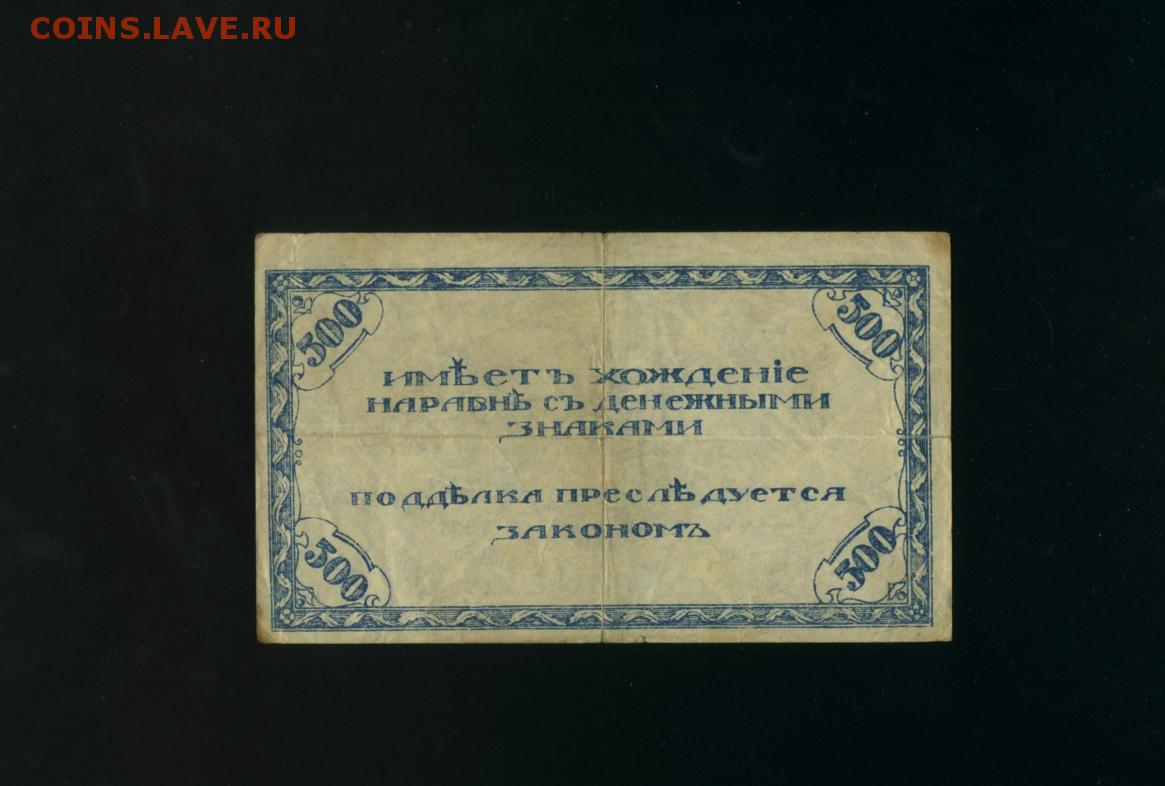 COINS.LAVE.RU
500 500
имѣетъ хожденіе
наравнѣ съ денежными
знаками
поддѣлка преслѣдуется
закономъ
500 500